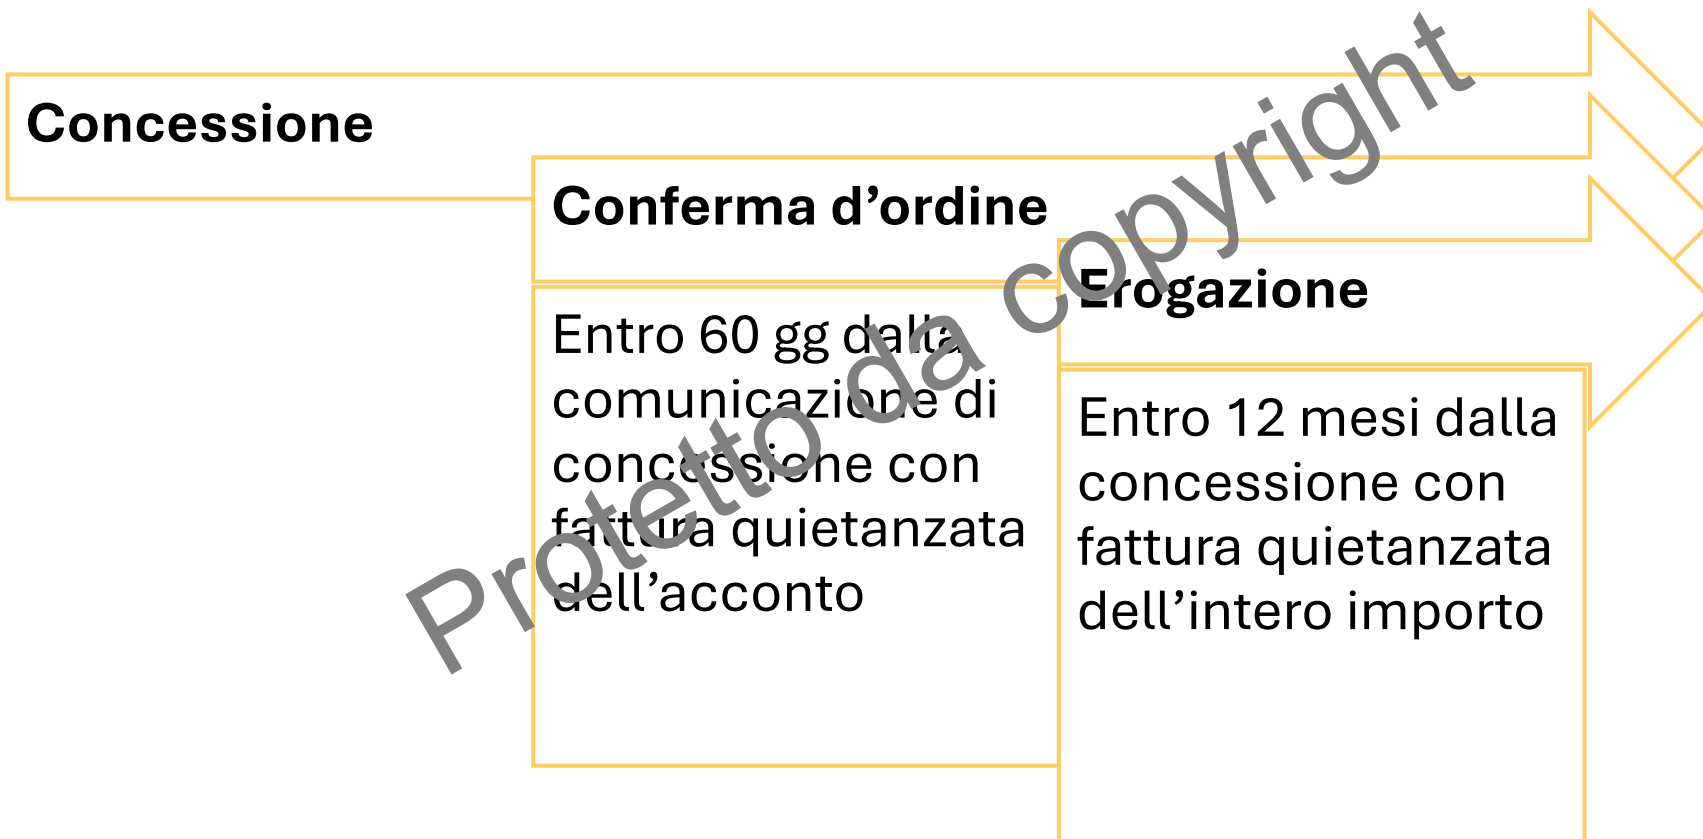 Concessione
Conferma d’ordine
Entro 60 gg dalla
comunicazione di
concessione con
fattura quietanzata
dell’acconto
Erogazione
Entro 12 mesi dalla
concessione con
fattura quietanzata
dell’intero importo
Protetto da copyright